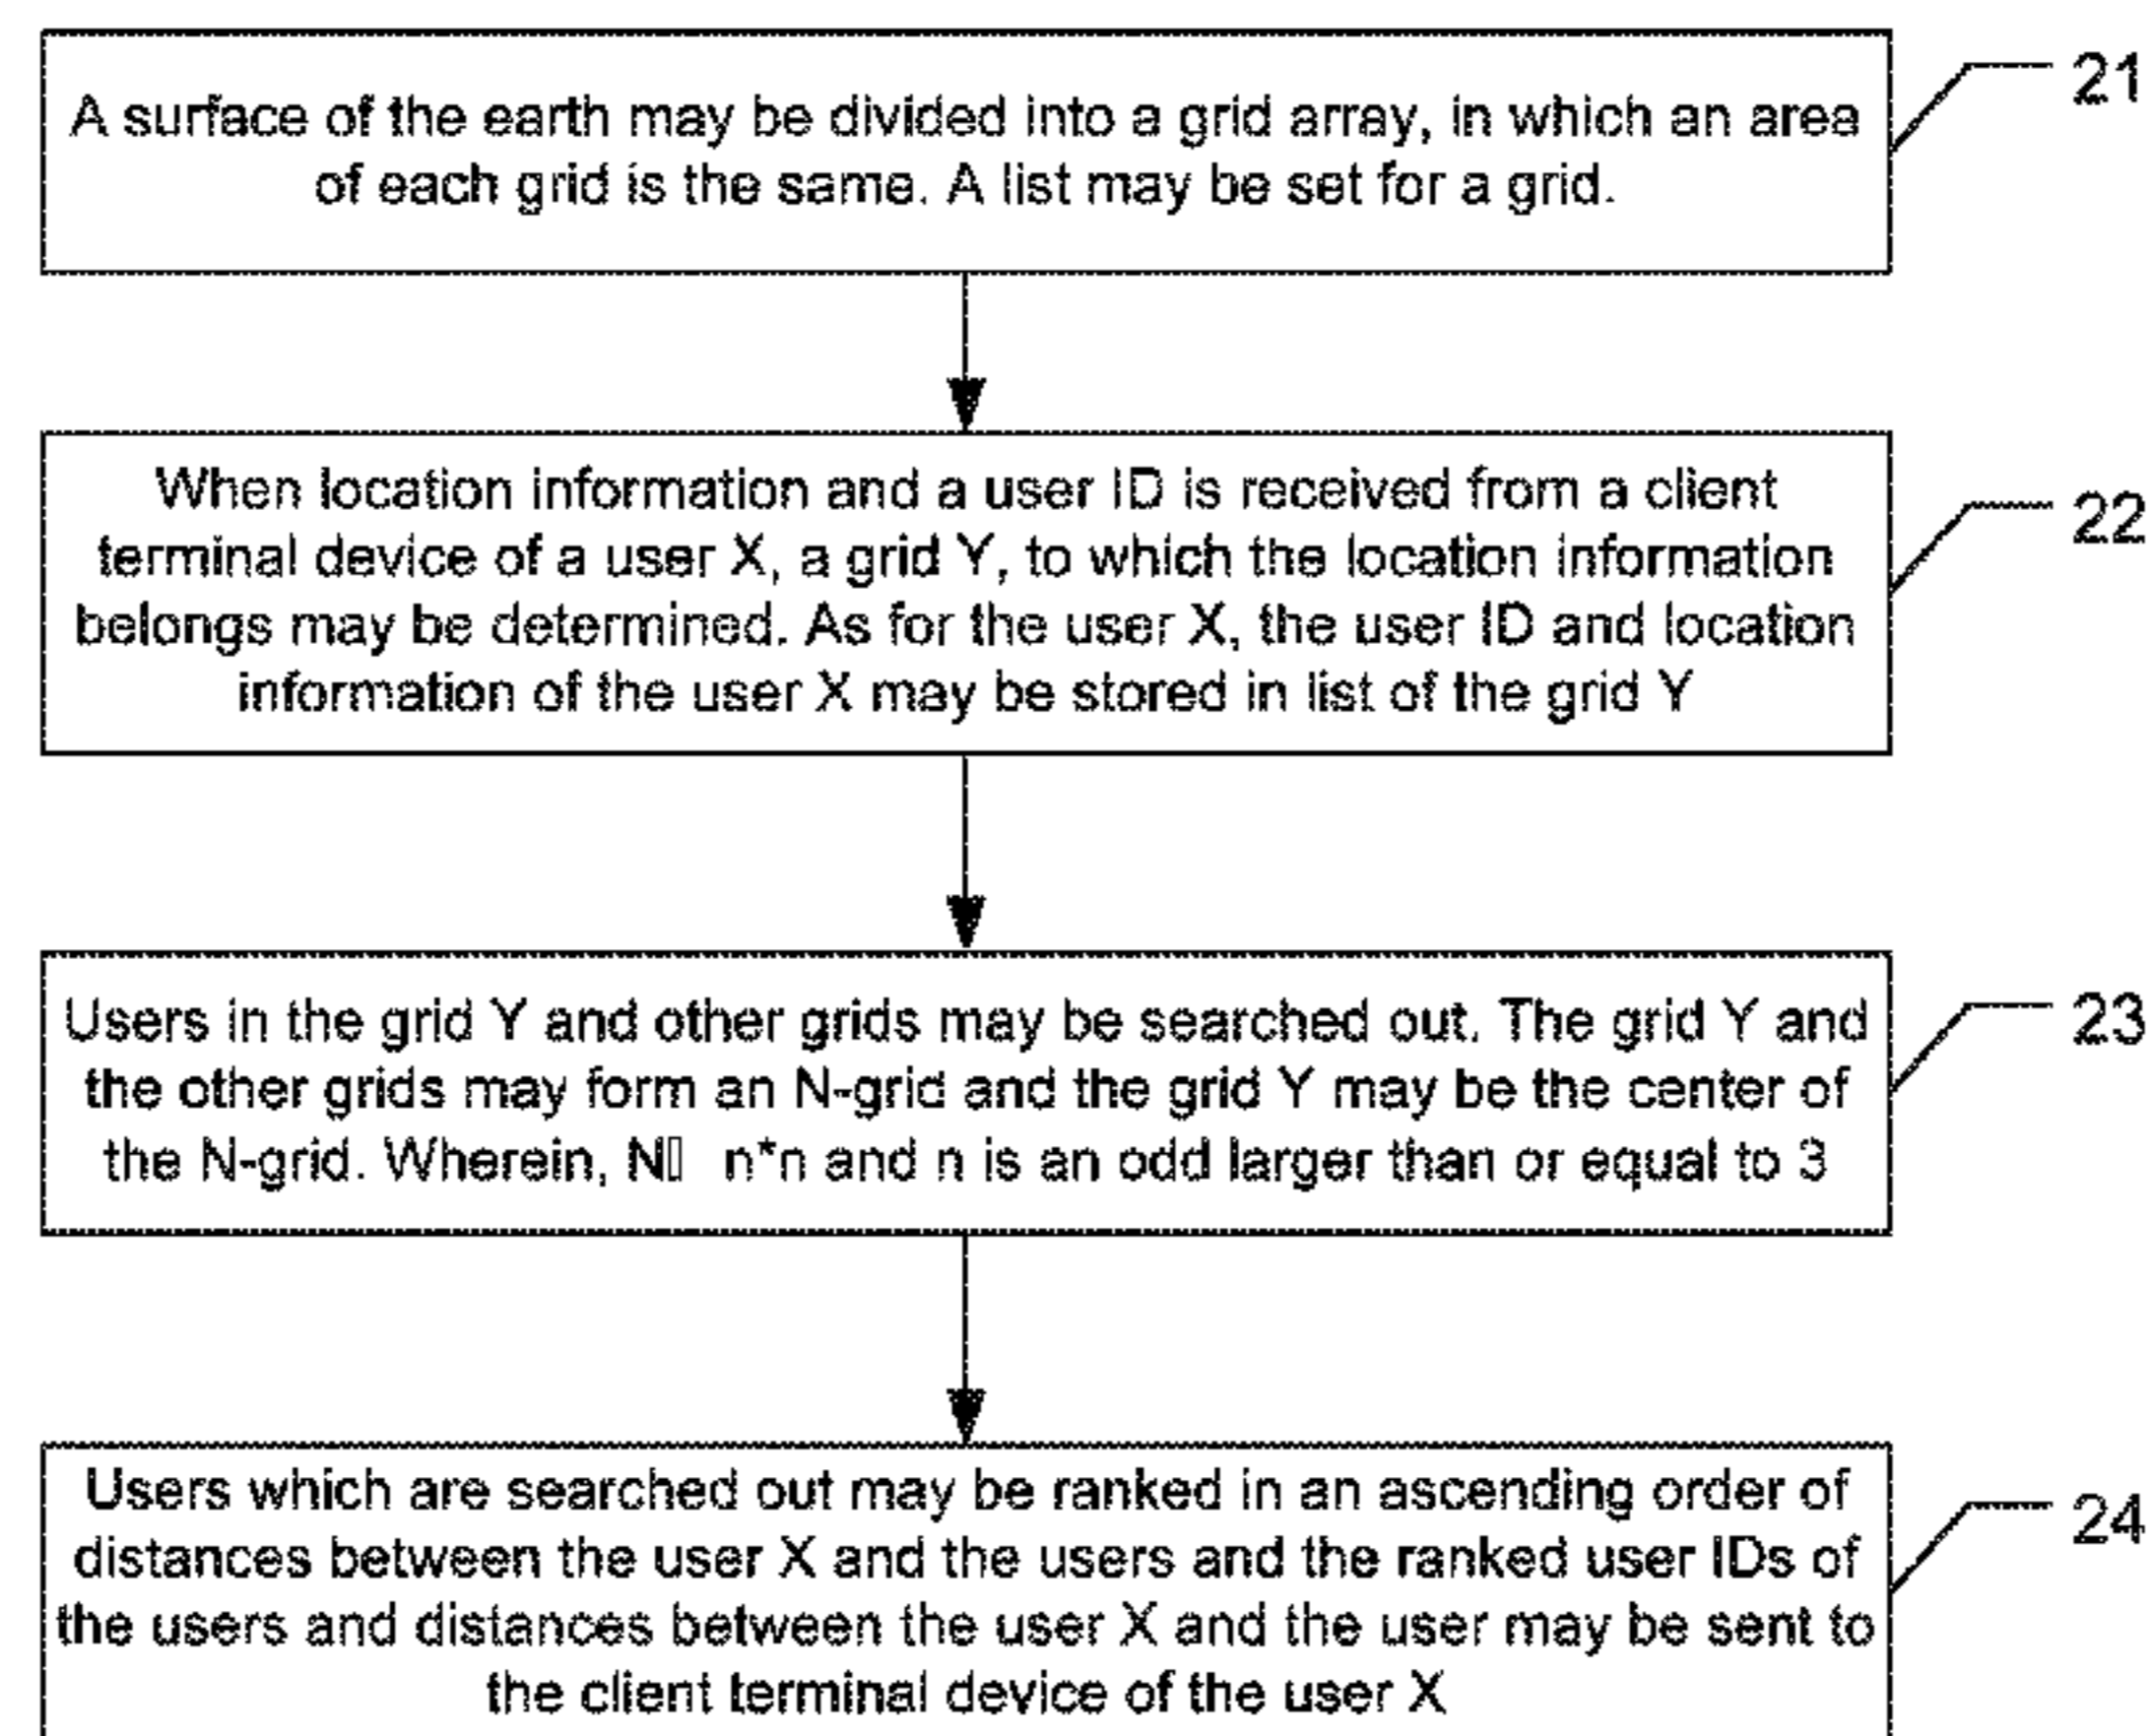 A surface of the earth may be divided into a grid array, in which an area
of each grid is the same. A list may be set for a grid.
21
When location information and a user ID is received from a client
terminal device of a user X, a grid Y, to which the location information
belongs may be determined. As for the user X, the user ID and location
information of the user X may be stored in list of the grid Y
22
Users in the grid Y and other grids may be searched out. The grid Y and
the other grids may form an N-grid and the grid Y may be the center of
the N-grid. Wherein, N▯ n*n and n is an odd larger than or equal to 3
23
Users which are searched out may be ranked in an ascending order of
distances between the user X and the users and the ranked user IDs of
the users and distances between the user X and the user may be sent to
the client terminal device of the user X
24